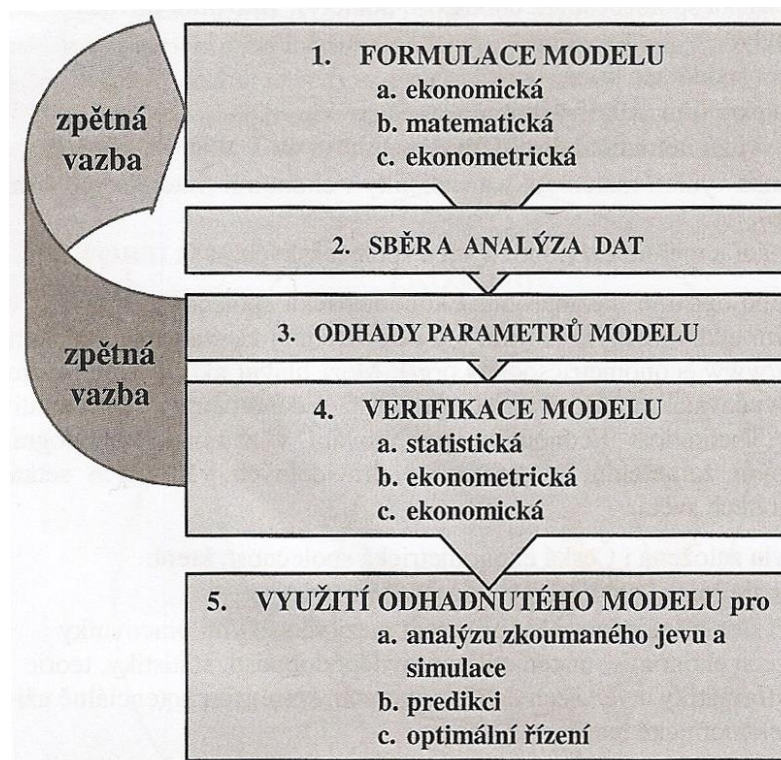 1. FORMULACE MODELU
a. ekonomická
b. matematická
c. ekonometrická
zpětná
vazba
2. SBĚR A ANALÝZA DAT
3. ODHADY PARAMETRŮ MODELU
zpětná
vazba
4. VERIFIKACE MODELU
a. statistická
b. ekonometrická
c. ekonomická
5. VYUŽITÍ ODHADNUTÉHO MODELU pro
a. analýzu zkoumaného jevu a
simulace
b. predikci
c. optimální řízení